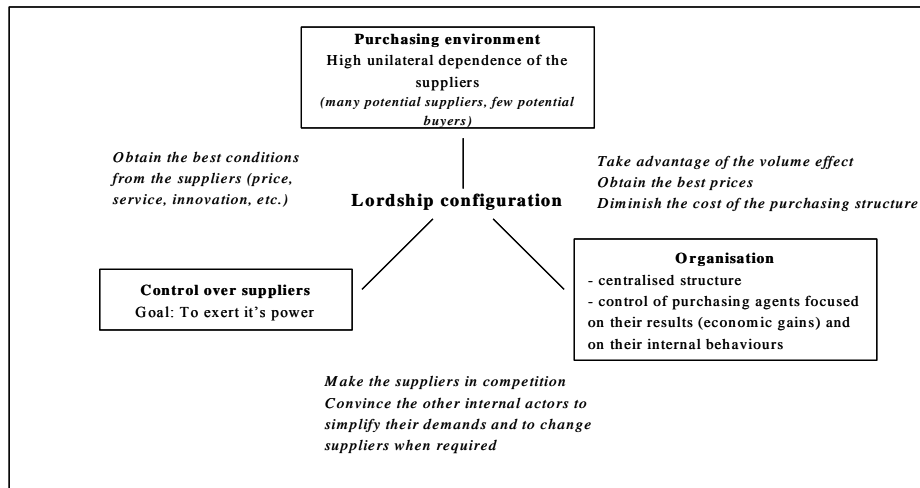 Purchasing environment
High unilateral dependence of the
suppliers
(many potential suppliers, few potential
buyers)
Obtain the best conditions
from the suppliers (price,
service, innovation, etc.)
Take advantage of the volume effect
Obtain the best prices
Diminish the cost of the purchasing structure
Lordship configuration
Control over suppliers
Goal: To exert it's power
Organisation
- centralised structure
- control of purchasing agents focused
on their results (economic gains) and
on their internal behaviours
Make the suppliers in competition
Convince the other internal actors to
simplify their demands and to change
suppliers when required